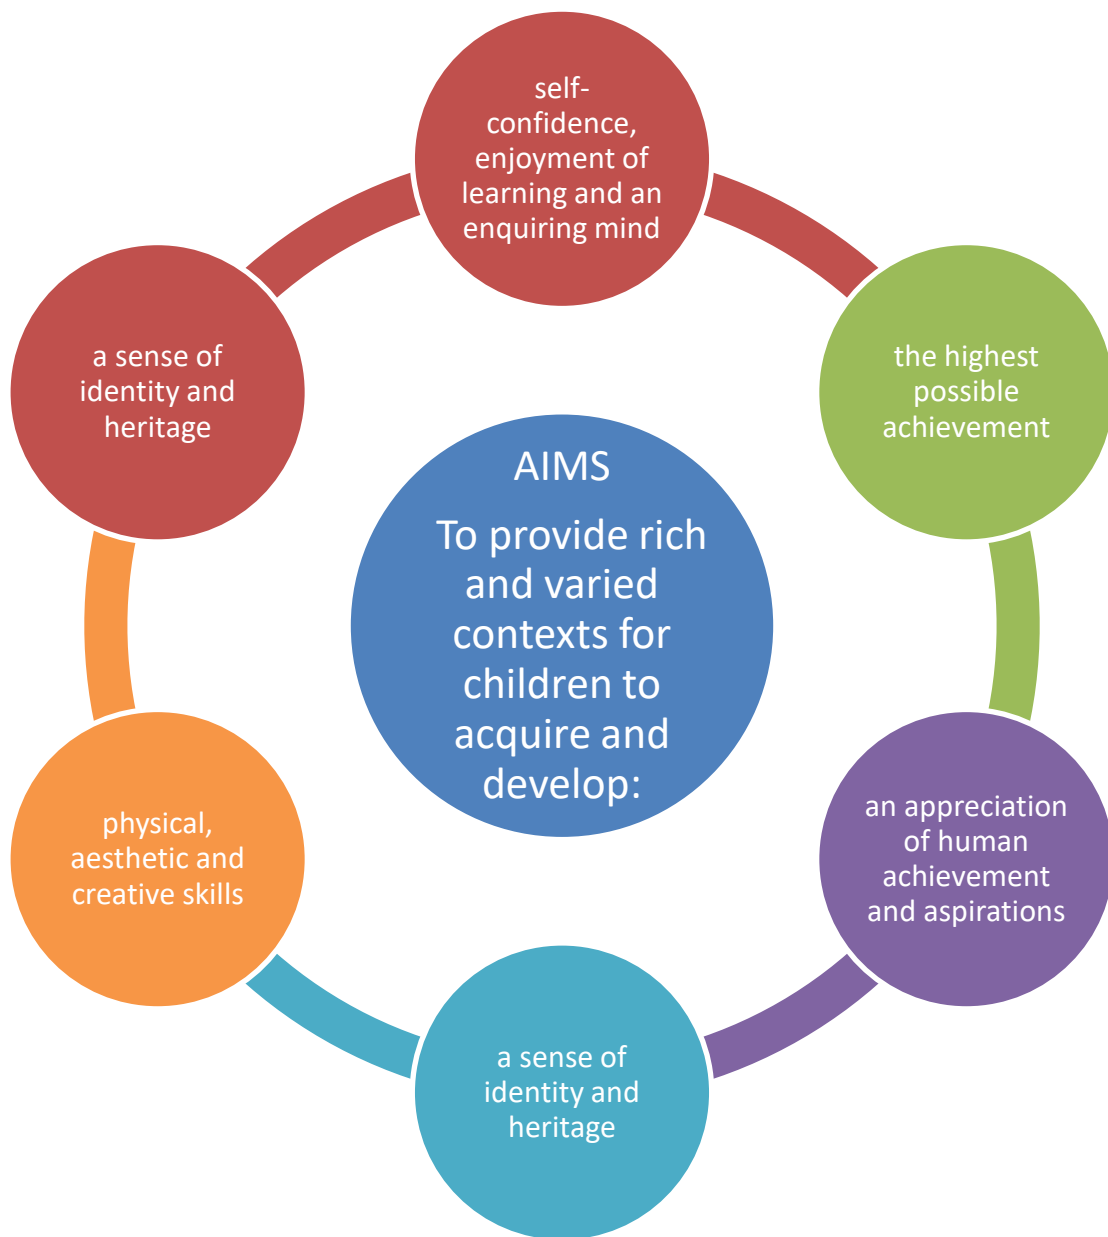 self-
confidence,
enjoyment of
learning and an
enquiring mind
the highest
possible
achievement
an appreciation
of human
achievement
and aspirations
a sense of
identity and
heritage
physical,
aesthetic and
creative skills
a sense of
identity and
heritage
AIMS
To provide rich
and varied
contexts for
children to
acquire and
develop: